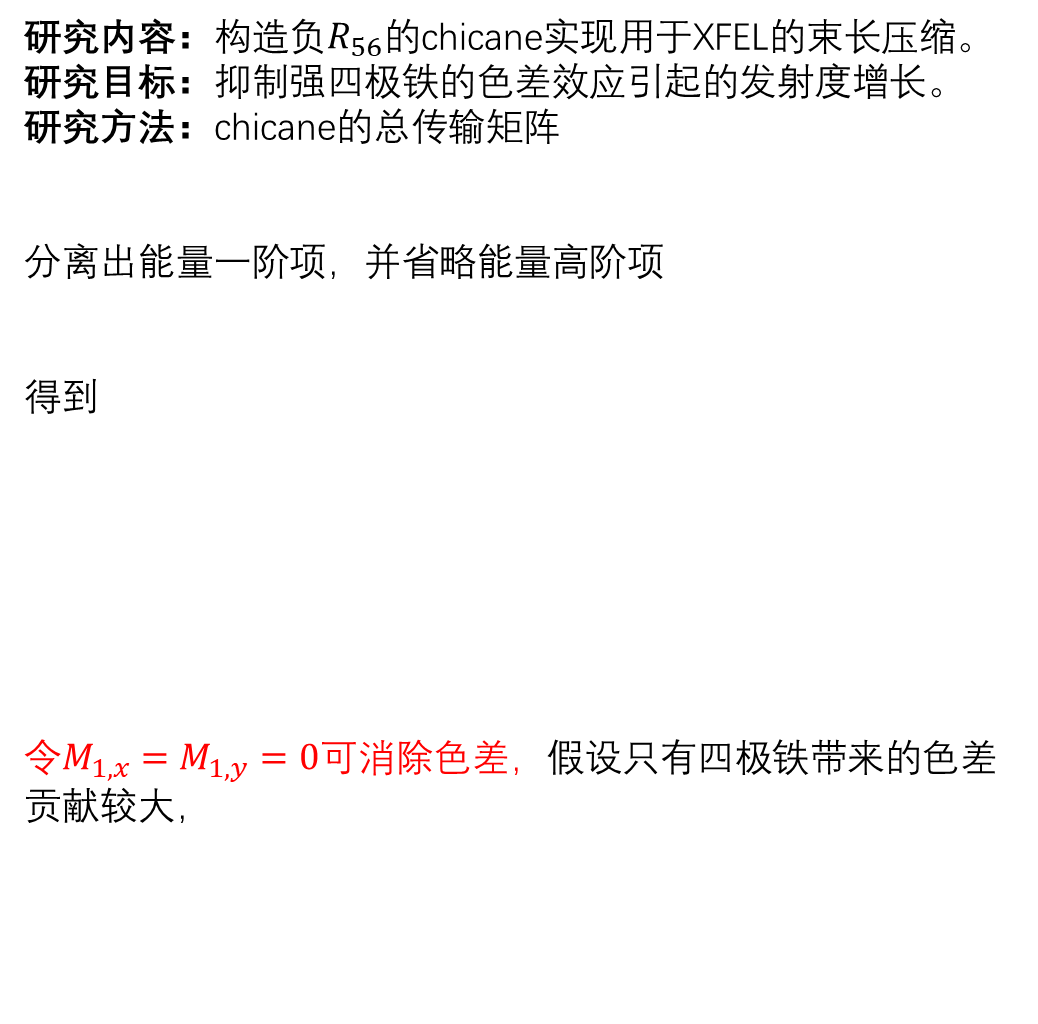 研究内容：构造负R₅₆的chicane实现用于XFEL的束长压缩。
研究目标：抑制强四极铁的色差效应引起的发射度增长。
研究方法：chicane的总传输矩阵
分离出能量一阶项，并省略能量高阶项
得到
令M₁,ₓ = M₁,ᵧ = 0可消除色差，假设只有四极铁带来的色差
贡献较大，